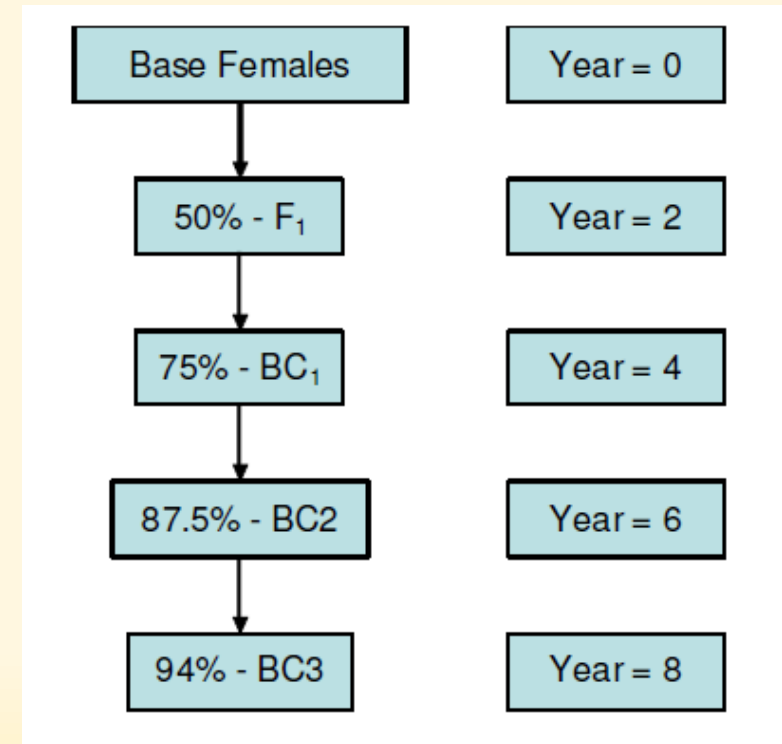 Base Females
Year = 0
50% - F₁
Year = 2
75% - BC₁
Year = 4
87.5% - BC2
Year = 6
94% - BC3
Year = 8